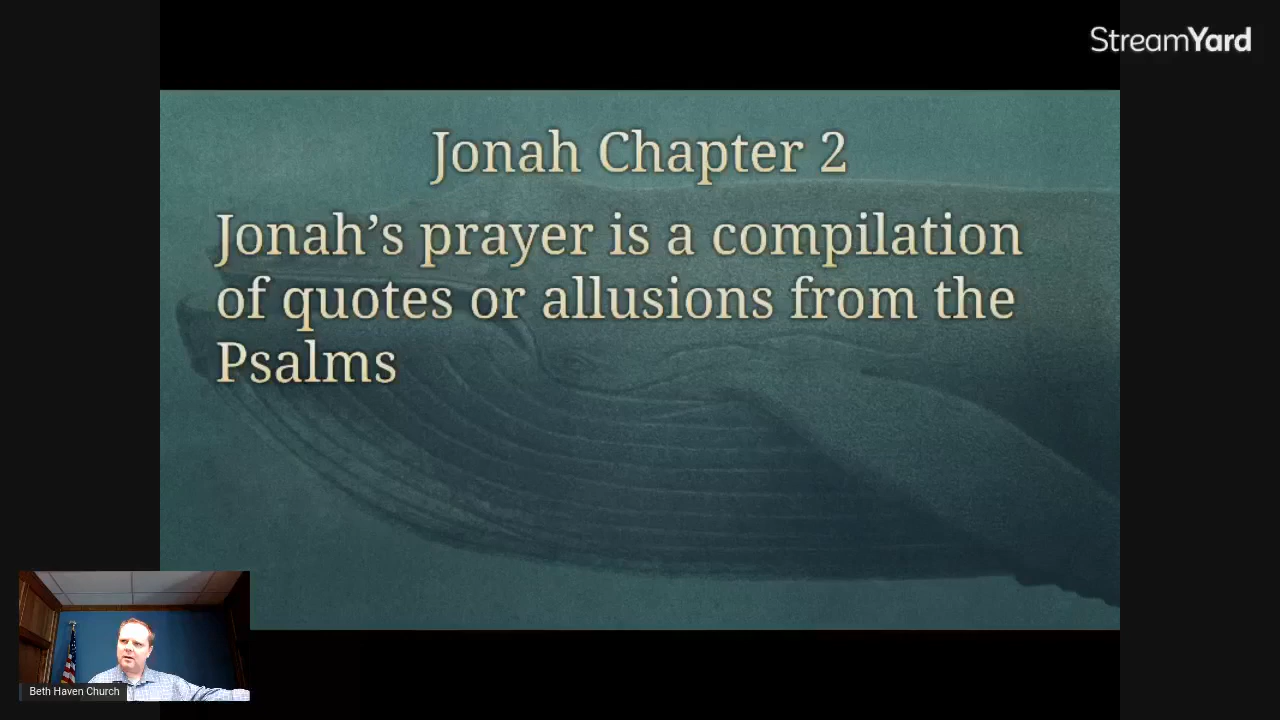 StreamYard
Jonah Chapter 2
Jonah’s prayer is a compilation
of quotes or allusions from the
Psalms
Beth Haven Church